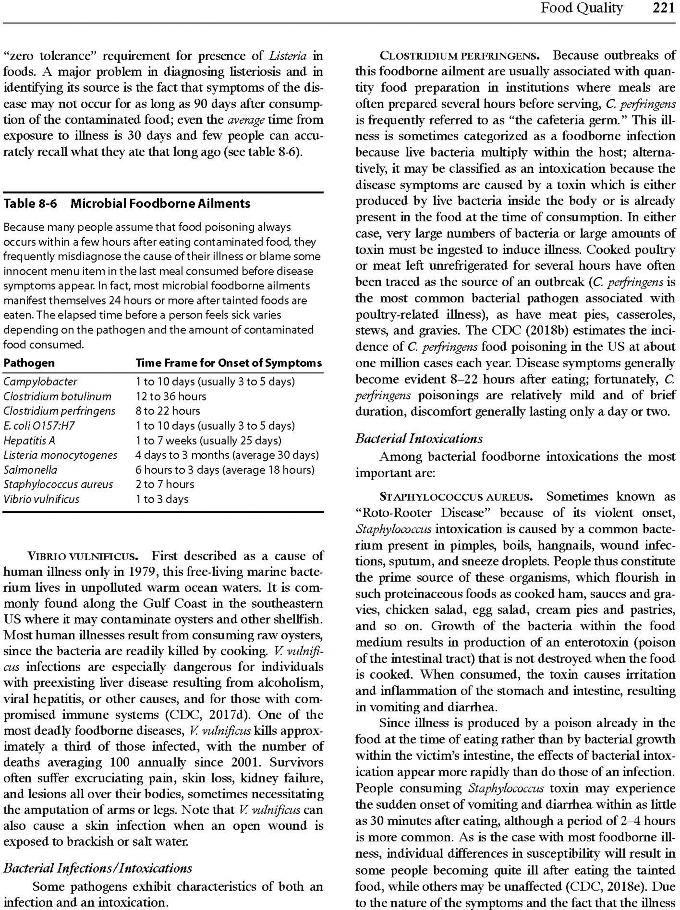 Food Quality 221
“zero tolerance” requirement for presence of Listeria in
foods. A major problem in diagnosing listeriosis and in
identifying its source is the fact that symptoms of the dis-
ease may not occur for as long as 90 days after consump-
tion of the contaminated food; even the average time from
exposure to illness is 30 days and few people can accu-
rately recall what they ate that long ago (see table 8-6).
Table 8-6 Microbial Foodborne Ailments
Because many people assume that food poisoning always
occurs within a few hours after eating contaminated food, they
frequently misdiagnose the cause of their illness or blame some
innocent menu item in the last meal consumed before disease
symptoms appear. In fact, most microbial foodborne ailments
manifest themselves 24 hours or more after tainted foods are
eaten. The elapsed time before a person feels sick varies
depending on the pathogen and the amount of contaminated
food consumed.
Pathogen Time Frame for Onset of Symptoms
Campylobacter 1 to 10 days (usually 3 to 5 days)
Clostridium botulinum 12 to 36 hours
Clostridium perfringens 8 to 22 hours
E. coli O157:H7 1 to 10 days (usually 3 to 5 days)
Hepatitis A 1 to 7 weeks (usually 25 days)
Listeria monocytogenes 4 days to 3 months (average 30 days)
Salmonella 6 hours to 3 days (average 18 hours)
Staphylococcus aureus 2 to 7 hours
Vibrio vulnificus 1 to 3 days
VIBRIO VULNIFICUS. First described as a cause of
human illness only in 1979, this free-living marine bacte-
rium lives in unpolluted warm ocean waters. It is com-
monly found along the Gulf Coast in the southeastern
US where it may contaminate oysters and other shellfish.
Most human illnesses result from consuming raw oysters,
since the bacteria are readily killed by cooking. V. vulnifi-
cus infections are especially dangerous for individuals
with preexisting liver disease resulting from alcoholism,
viral hepatitis, or other causes, and for those with com-
promised immune systems (CDC, 2017d). One of the
most deadly foodborne diseases, V. vulnificus kills approx-
imately a third of those infected, with the number of
deaths averaging 100 annually since 2001. Survivors
often suffer excruciating pain, skin loss, kidney failure,
and lesions all over their bodies, sometimes necessitating
the amputation of arms or legs. Note that V. vulnificus can
also cause a skin infection when an open wound is
exposed to brackish or salt water.
Bacterial Infections/Intoxications
Some pathogens exhibit characteristics of both an
infection and an intoxication.
CLOSTRIDIUM PERFRINGENS. Because outbreaks of
this foodborne ailment are usually associated with quan-
tity food preparation in institutions where meals are
often prepared several hours before serving, C. perfringens
is frequently referred to as “the cafeteria germ.” This ill-
ness is sometimes categorized as a foodborne infection
because live bacteria multiply within the host; alterna-
tively, it may be classified as an intoxication because the
disease symptoms are caused by a toxin which is either
produced by live bacteria inside the body or is already
present in the food at the time of consumption. In either
case, very large numbers of bacteria or large amounts of
toxin must be ingested to induce illness. Cooked poultry
or meat left unrefrigerated for several hours have often
been traced as the source of an outbreak (C. perfringens is
the most common bacterial pathogen associated with
poultry-related illness), as have meat pies, casseroles,
stews, and gravies. The CDC (2018b) estimates the inci-
dence of C. perfringens food poisoning in the US at about
one million cases each year. Disease symptoms generally
become evident 8–22 hours after eating; fortunately, C.
perfringens poisonings are relatively mild and of brief
duration, discomfort generally lasting only a day or two.
Bacterial Intoxications
Among bacterial foodborne intoxications the most
important are:
STAPHYLOCOCCUS AUREUS. Sometimes known as
“Roto-Rooter Disease” because of its violent onset,
Staphylococcus intoxication is caused by a common bacte-
rium present in pimples, boils, hangnails, wound infec-
tions, sputum, and sneeze droplets. People thus constitute
the prime source of these organisms, which flourish in
such proteinaceous foods as cooked ham, sauces and gra-
vies, chicken salad, egg salad, cream pies and pastries,
and so on. Growth of the bacteria within the food
medium results in production of an enterotoxin (poison
of the intestinal tract) that is not destroyed when the food
is cooked. When consumed, the toxin causes irritation
and inflammation of the stomach and intestine, resulting
in vomiting and diarrhea.
Since illness is produced by a poison already in the
food at the time of eating rather than by bacterial growth
within the victim’s intestine, the effects of bacterial intox-
ication appear more rapidly than do those of an infection.
People consuming Staphylococcus toxin may experience
the sudden onset of vomiting and diarrhea within as little
as 30 minutes after eating, although a period of 2–4 hours
is more common. As is the case with most foodborne ill-
ness, individual differences in susceptibility will result in
some people becoming quite ill after eating the tainted
food, while others may be unaffected (CDC, 2018e). Due
to the nature of the symptoms and the fact that the illness